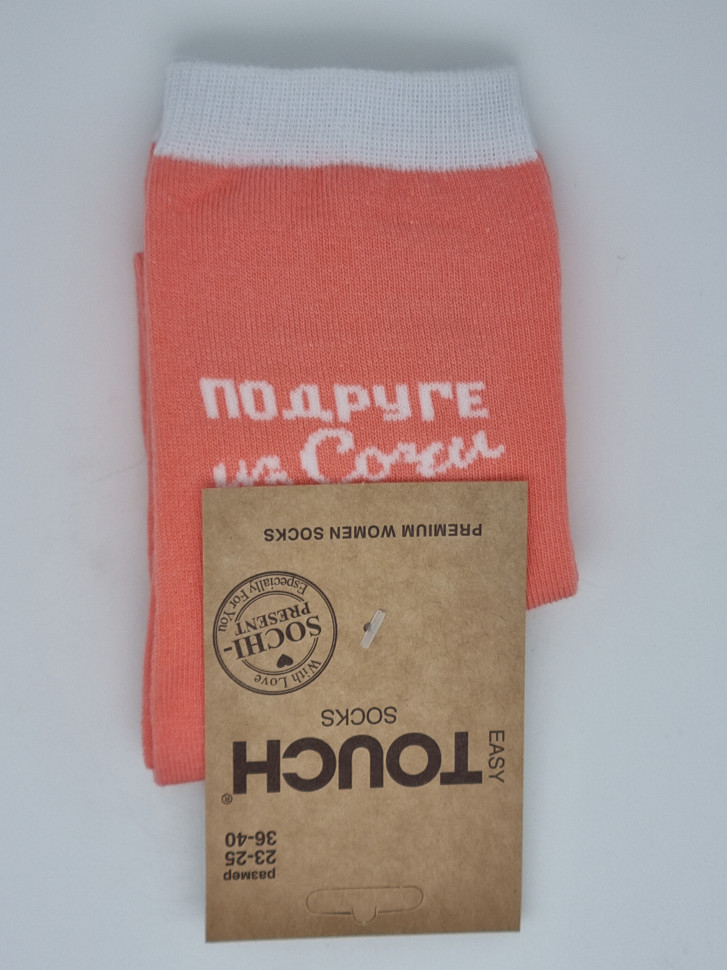 ПОДРУГЕ
из Сочи
PREMIUM WOMEN SOCKS
With Love
SOCHI-
PRESENT
Especially For You
EASY
TOUCH®
SOCKS
размер
23-25
36-40